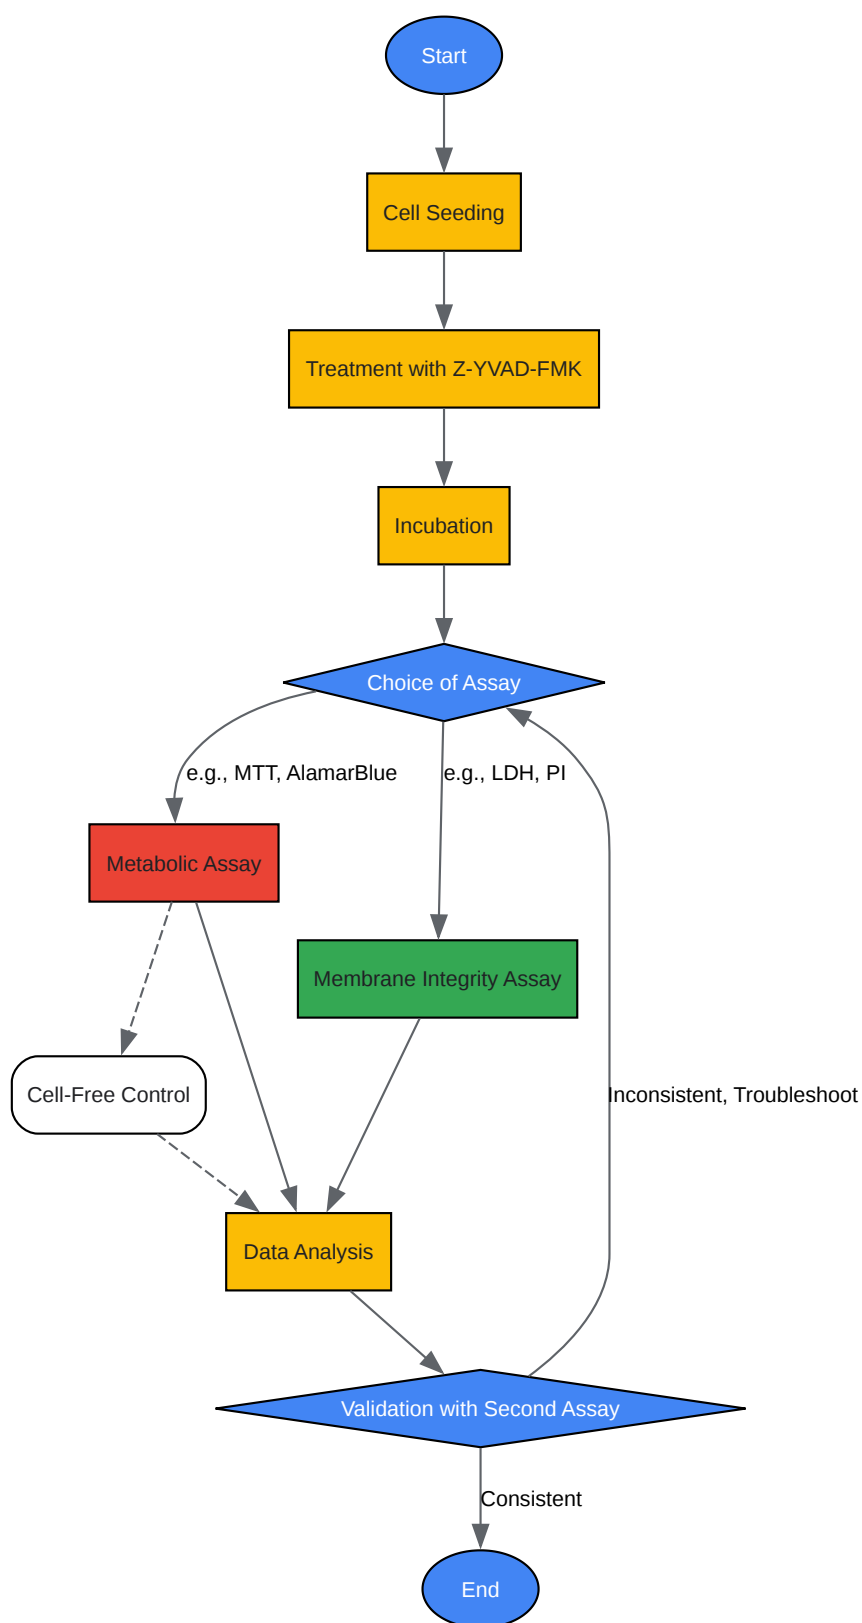 Start
Cell Seeding
Treatment with Z-YVAD-FMK
Incubation
Choice of Assay
e.g., MTT, AlamarBlue
e.g., LDH, PI
Metabolic Assay
Membrane Integrity Assay
Cell-Free Control
Inconsistent, Troubleshoot
Data Analysis
Validation with Second Assay
Consistent
End